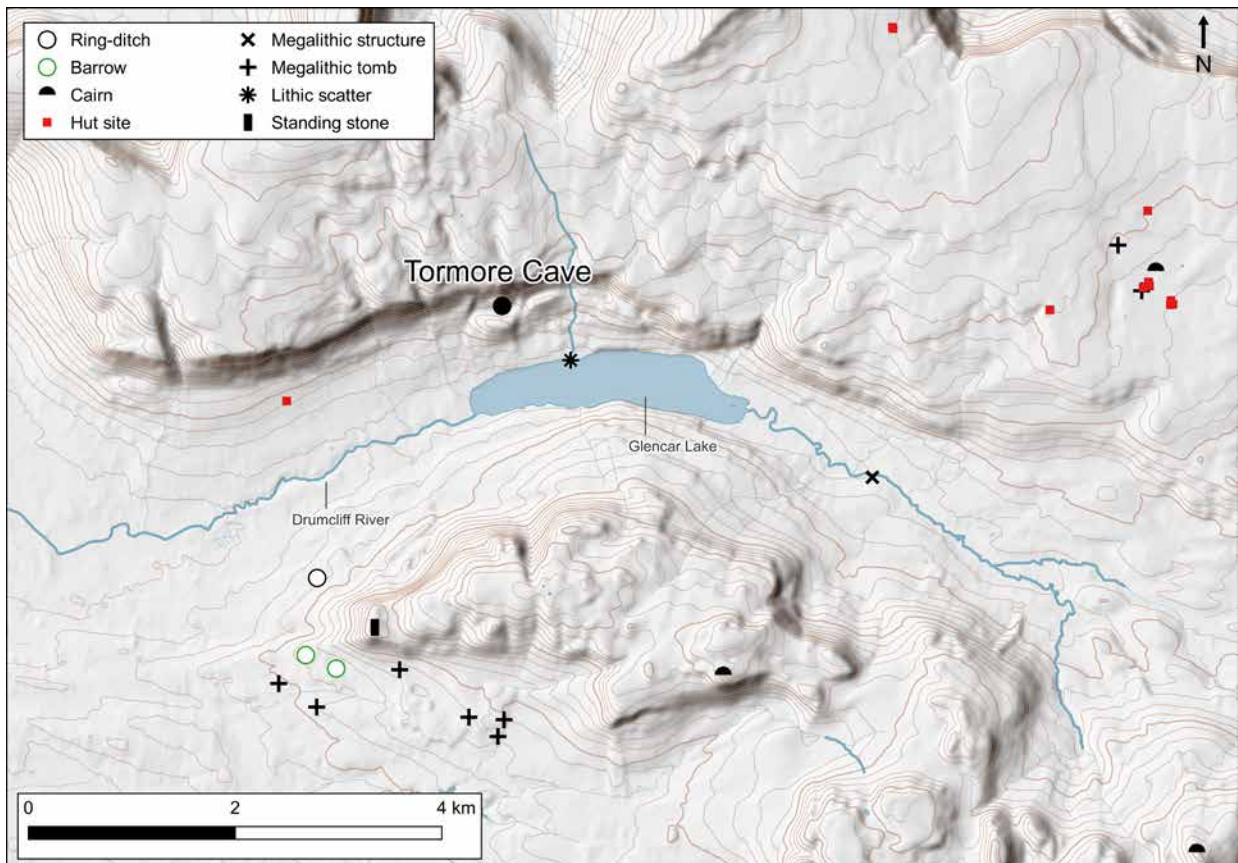 Ring-ditch
Barrow
Cairn
Hut site
Megalithic structure
Megalithic tomb
Lithic scatter
Standing stone
N
Tormore Cave
Glencar Lake
Drumcliff River
0 2 4 km